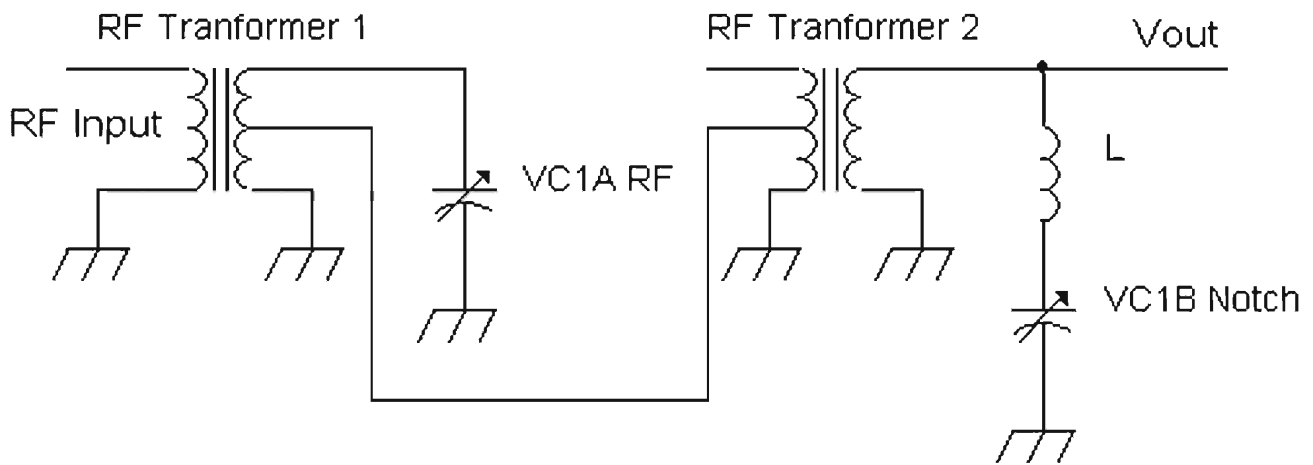 RF Tranformer 1
RF Tranformer 2
Vout
RF Input
L
VC1A RF
VC1B Notch